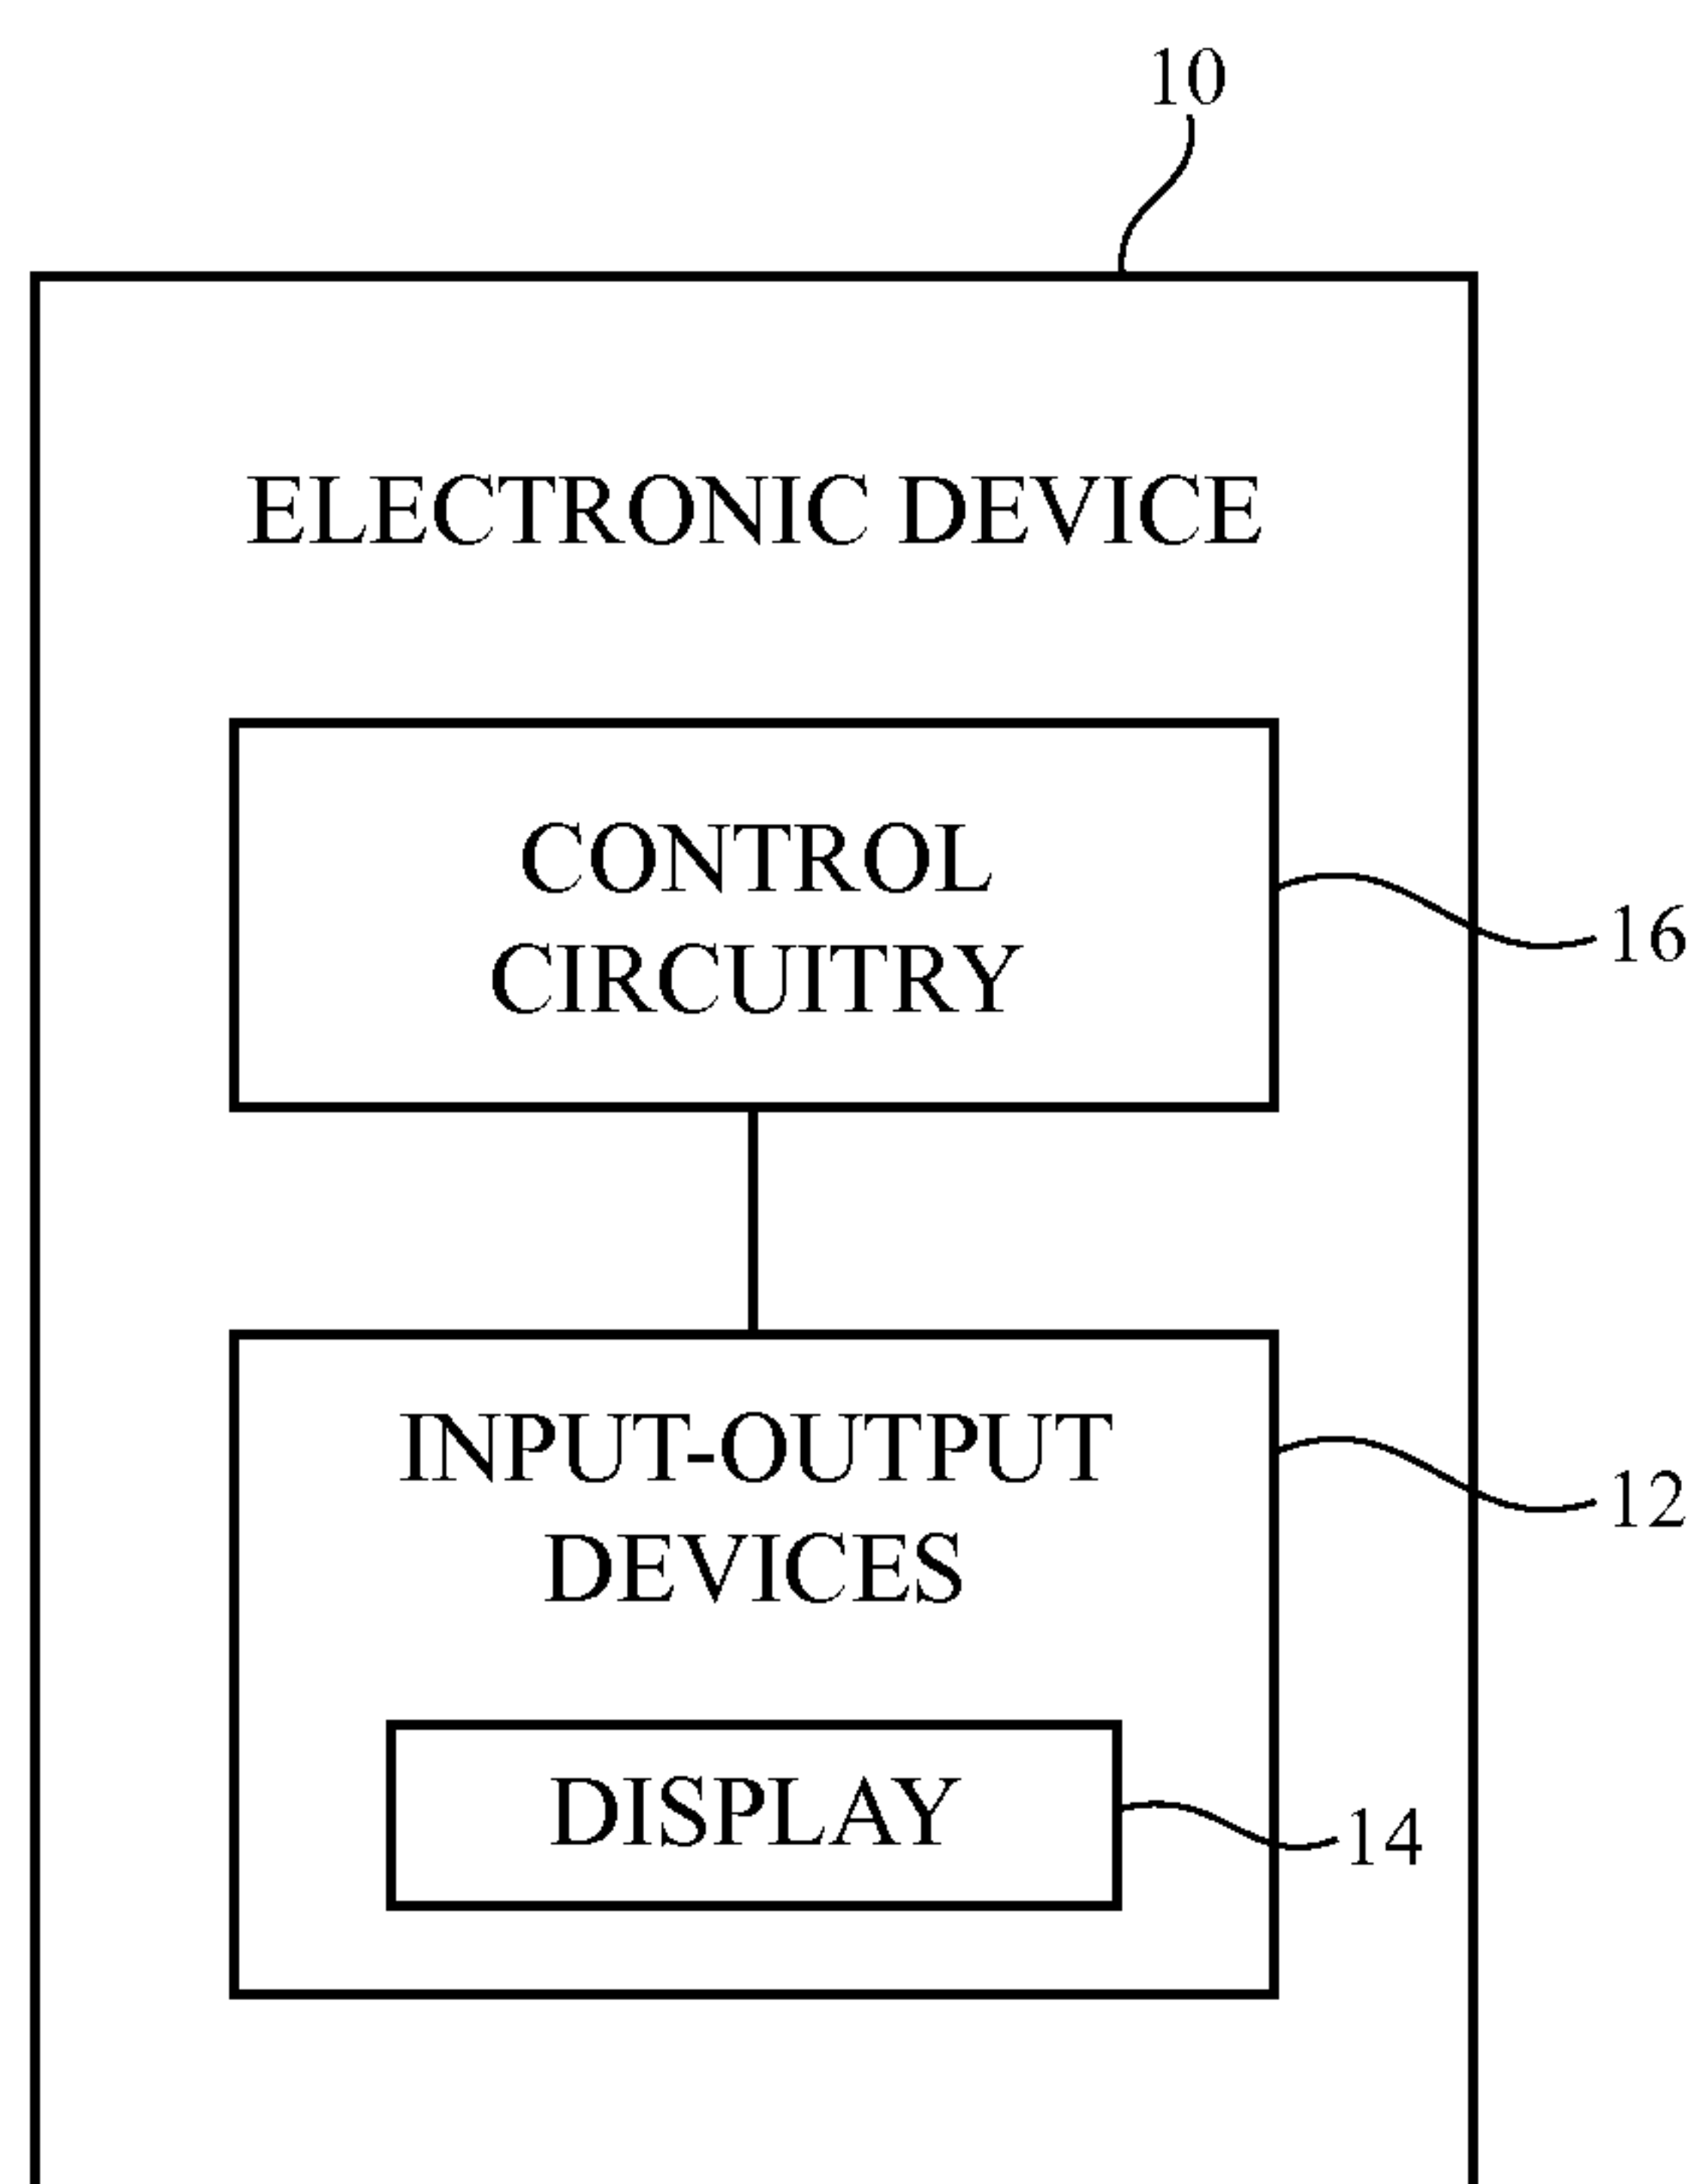 10
ELECTRONIC DEVICE
CONTROL
CIRCUITRY
16
INPUT-OUTPUT
DEVICES
12
DISPLAY
14